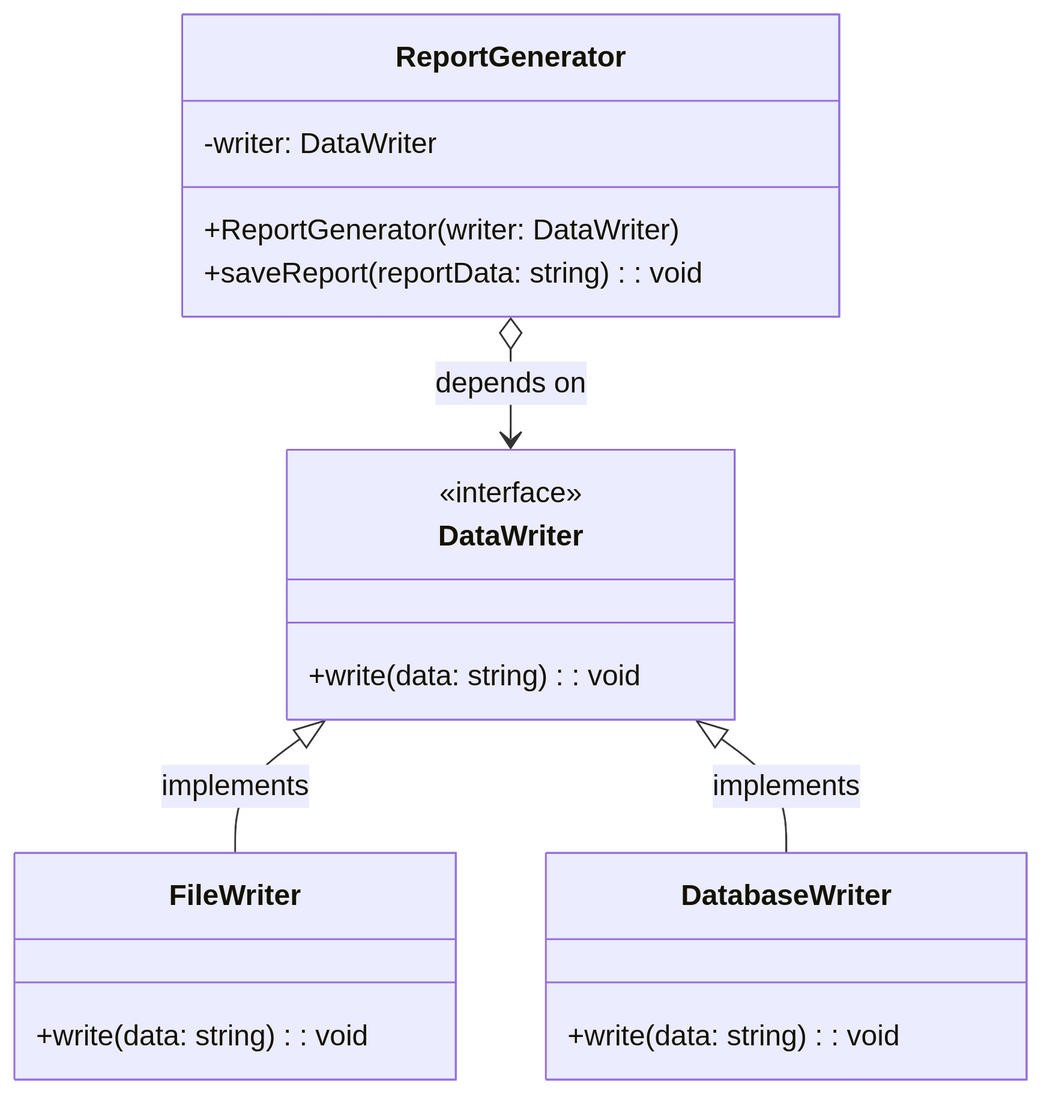 ReportGenerator
-writer: DataWriter
+ReportGenerator(writer: DataWriter)
+saveReport(reportData: string) : : void
depends on
«interface»
DataWriter
+write(data: string) : : void
implements
implements
FileWriter
+write(data: string) : : void
DatabaseWriter
+write(data: string) : : void